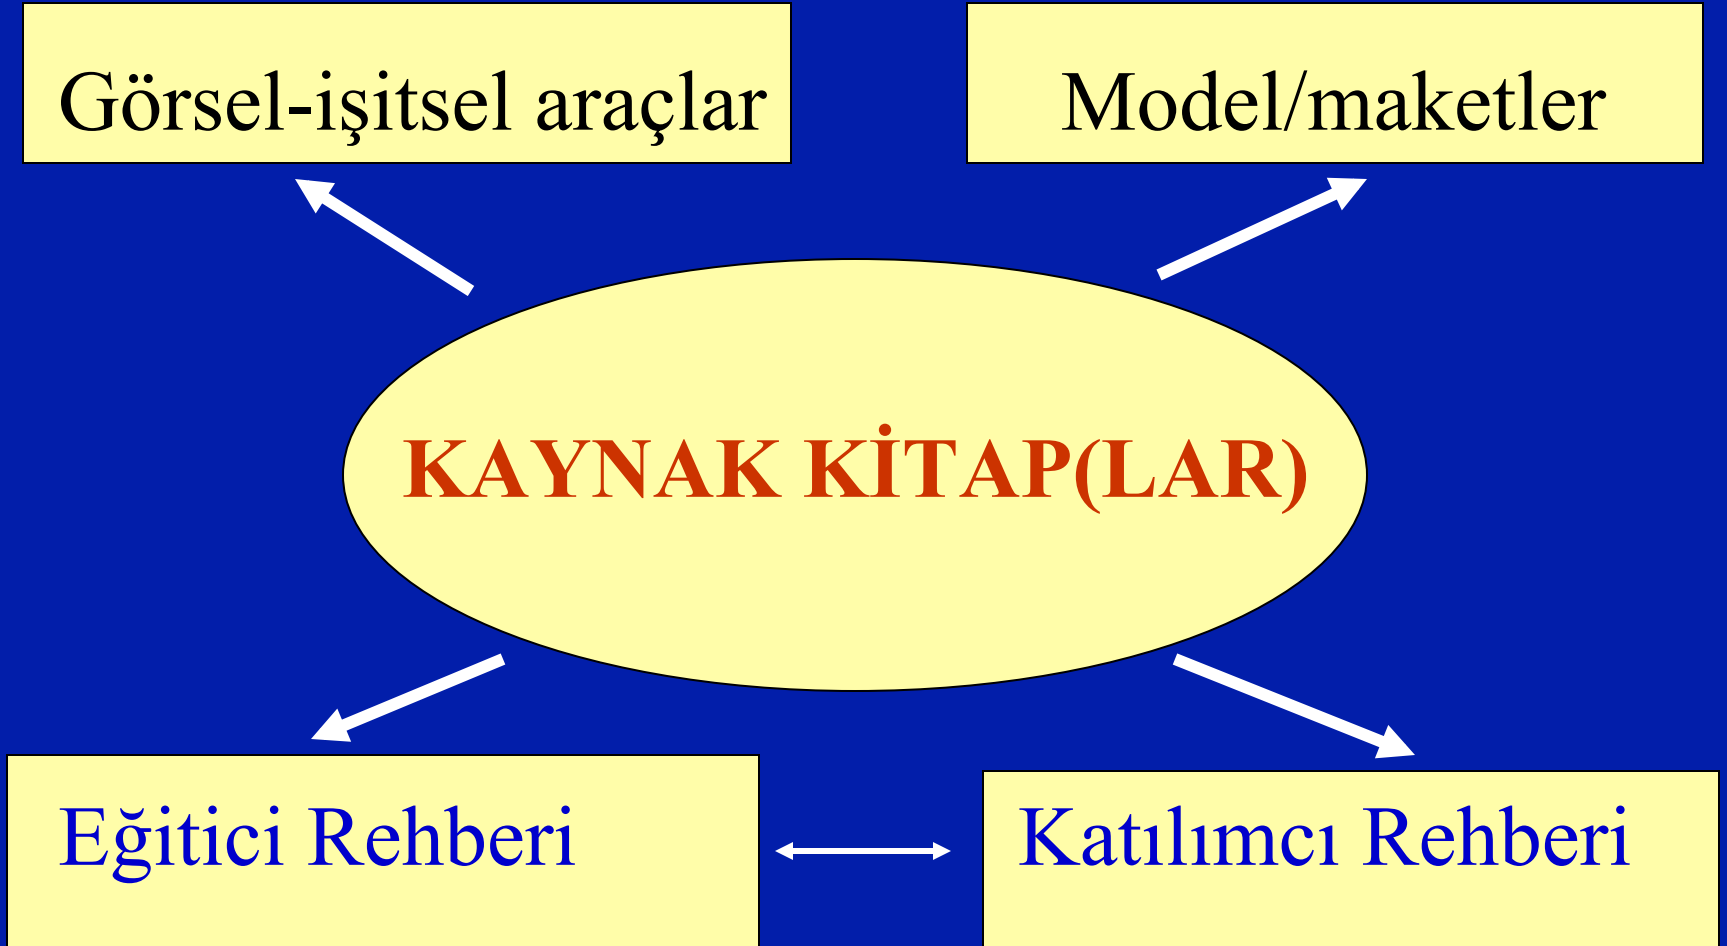 Görsel-işitsel araçlar
Model/maketler
KAYNAK KİTAP(LAR)
Eğitici Rehberi
Katılımcı Rehberi